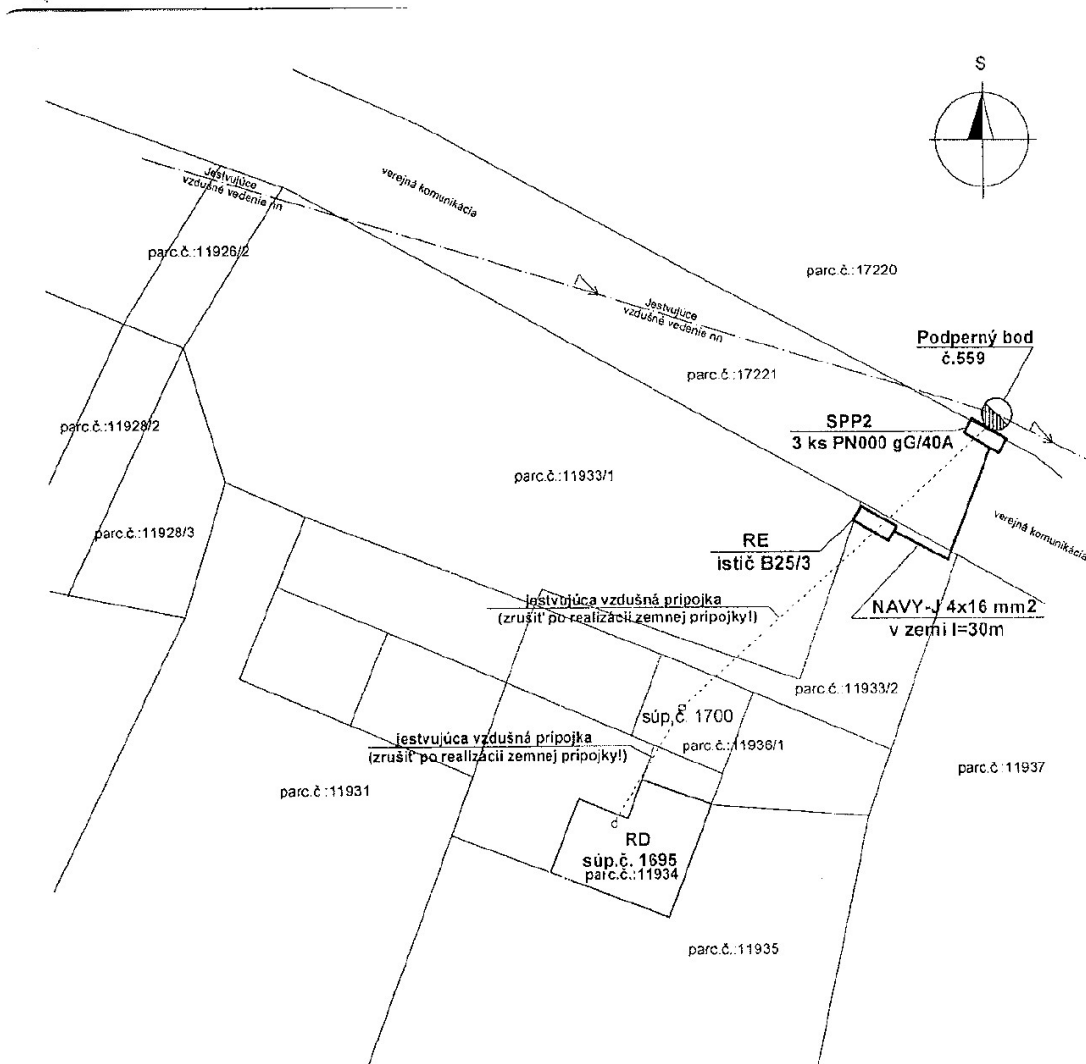 S
Jestvujúce
vzdušné vedenie nn
verejná komunikácia
parc.č.:11926/2
parc.č.:17220
Jestvujúce
vzdušné vedenie nn
Podperný bod
č.559
parc.č.:17221
parc.č.:11928/2
SPP2
3 ks PN000 gG/40A
parc.č.:11933/1
verejná komunikácia
parc.č.:11928/3
RE
istič B25/3
jestvujúca vzdušná prípojka
(zrušiť po realizácii zemnej prípojky!)
NAVY-J 4x16 mm2
v zemi l=30m
parc.č.:11933/2
súp.č. 1700
jestvujúca vzdušná prípojka
(zrušiť po realizácii zemnej prípojky!)
parc.č.:11936/1
parc.č.:11937
parc.č.:11931
RD
súp.č. 1695
parc.č.:11934
parc.č.:11935